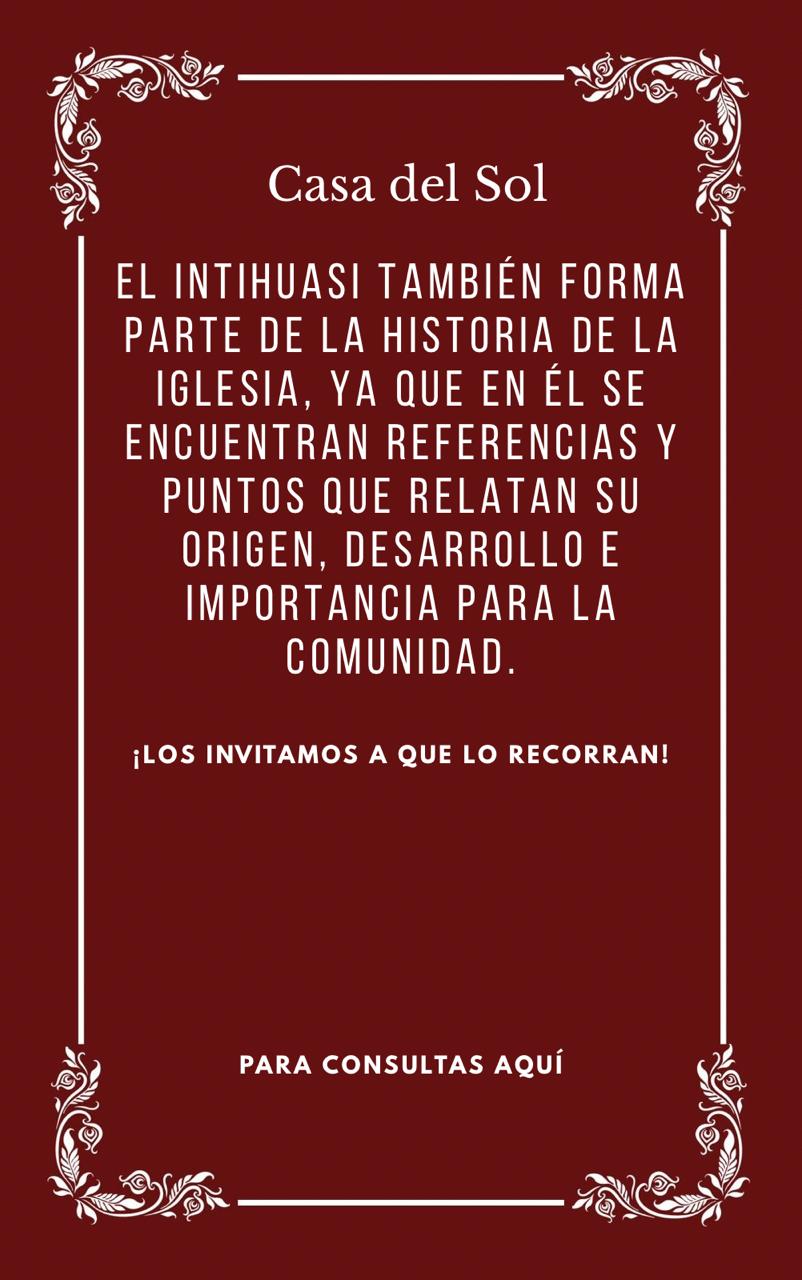 Casa del Sol
EL INTIHUASI TAMBIÉN FORMA
PARTE DE LA HISTORIA DE LA
IGLESIA, YA QUE EN ÉL SE
ENCUENTRAN REFERENCIAS Y
PUNTOS QUE RELATAN SU
ORIGEN, DESARROLLO E
IMPORTANCIA PARA LA
COMUNIDAD.
¡LOS INVITAMOS A QUE LO RECORRAN!
PARA CONSULTAS AQUÍ